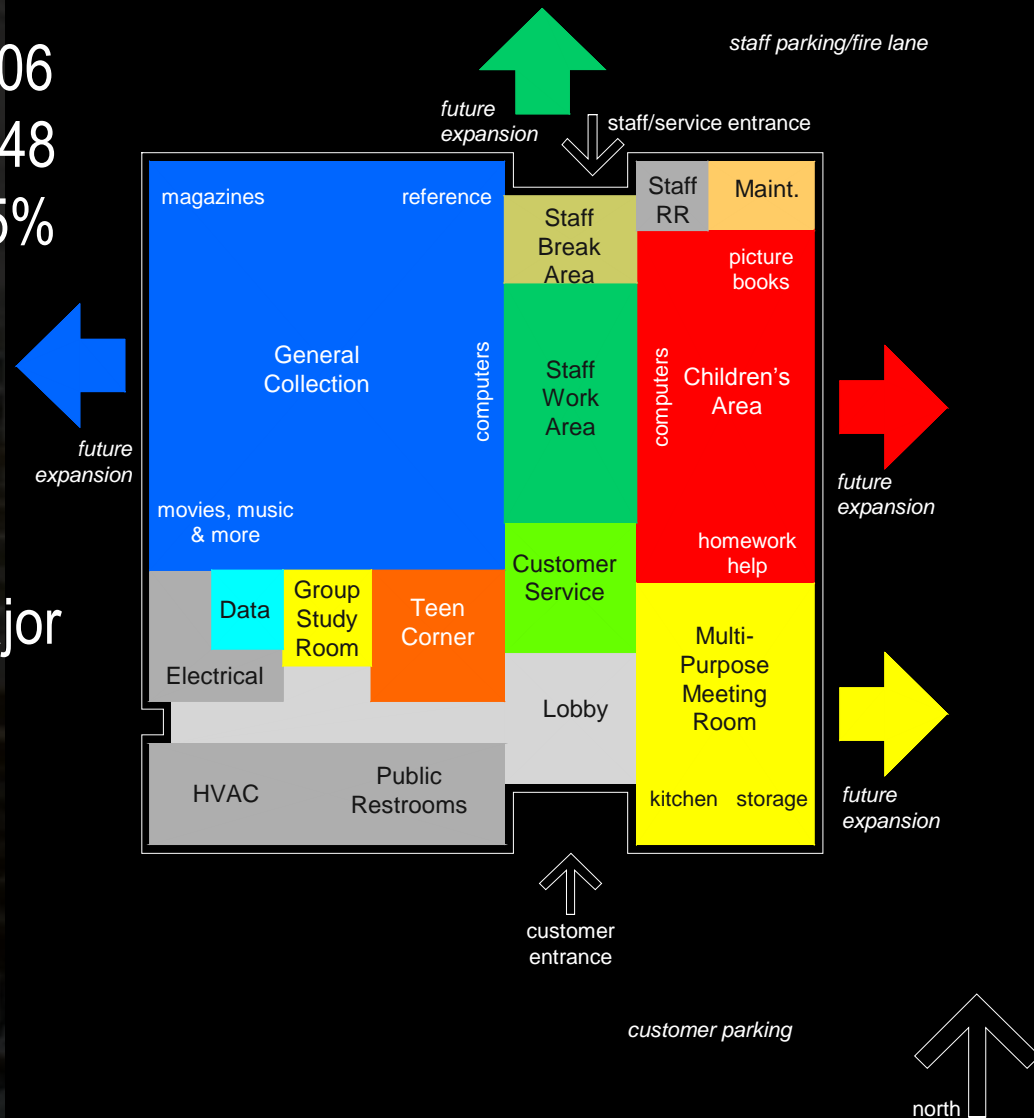 06
48
5%
jor
staff parking/fire lane
future
expansion
staff/service entrance
magazines
reference
Staff
Break
Area
Staff
RR
Maint.
picture
books
General
Collection
computers
Staff
Work
Area
computers
Children's
Area
future
expansion
future
expansion
movies, music
& more
homework
help
Customer
Service
Data
Group
Study
Room
Teen
Corner
Electrical
Lobby
Multi-
Purpose
Meeting
Room
HVAC
Public
Restrooms
kitchen
storage
future
expansion
customer
entrance
customer parking
north